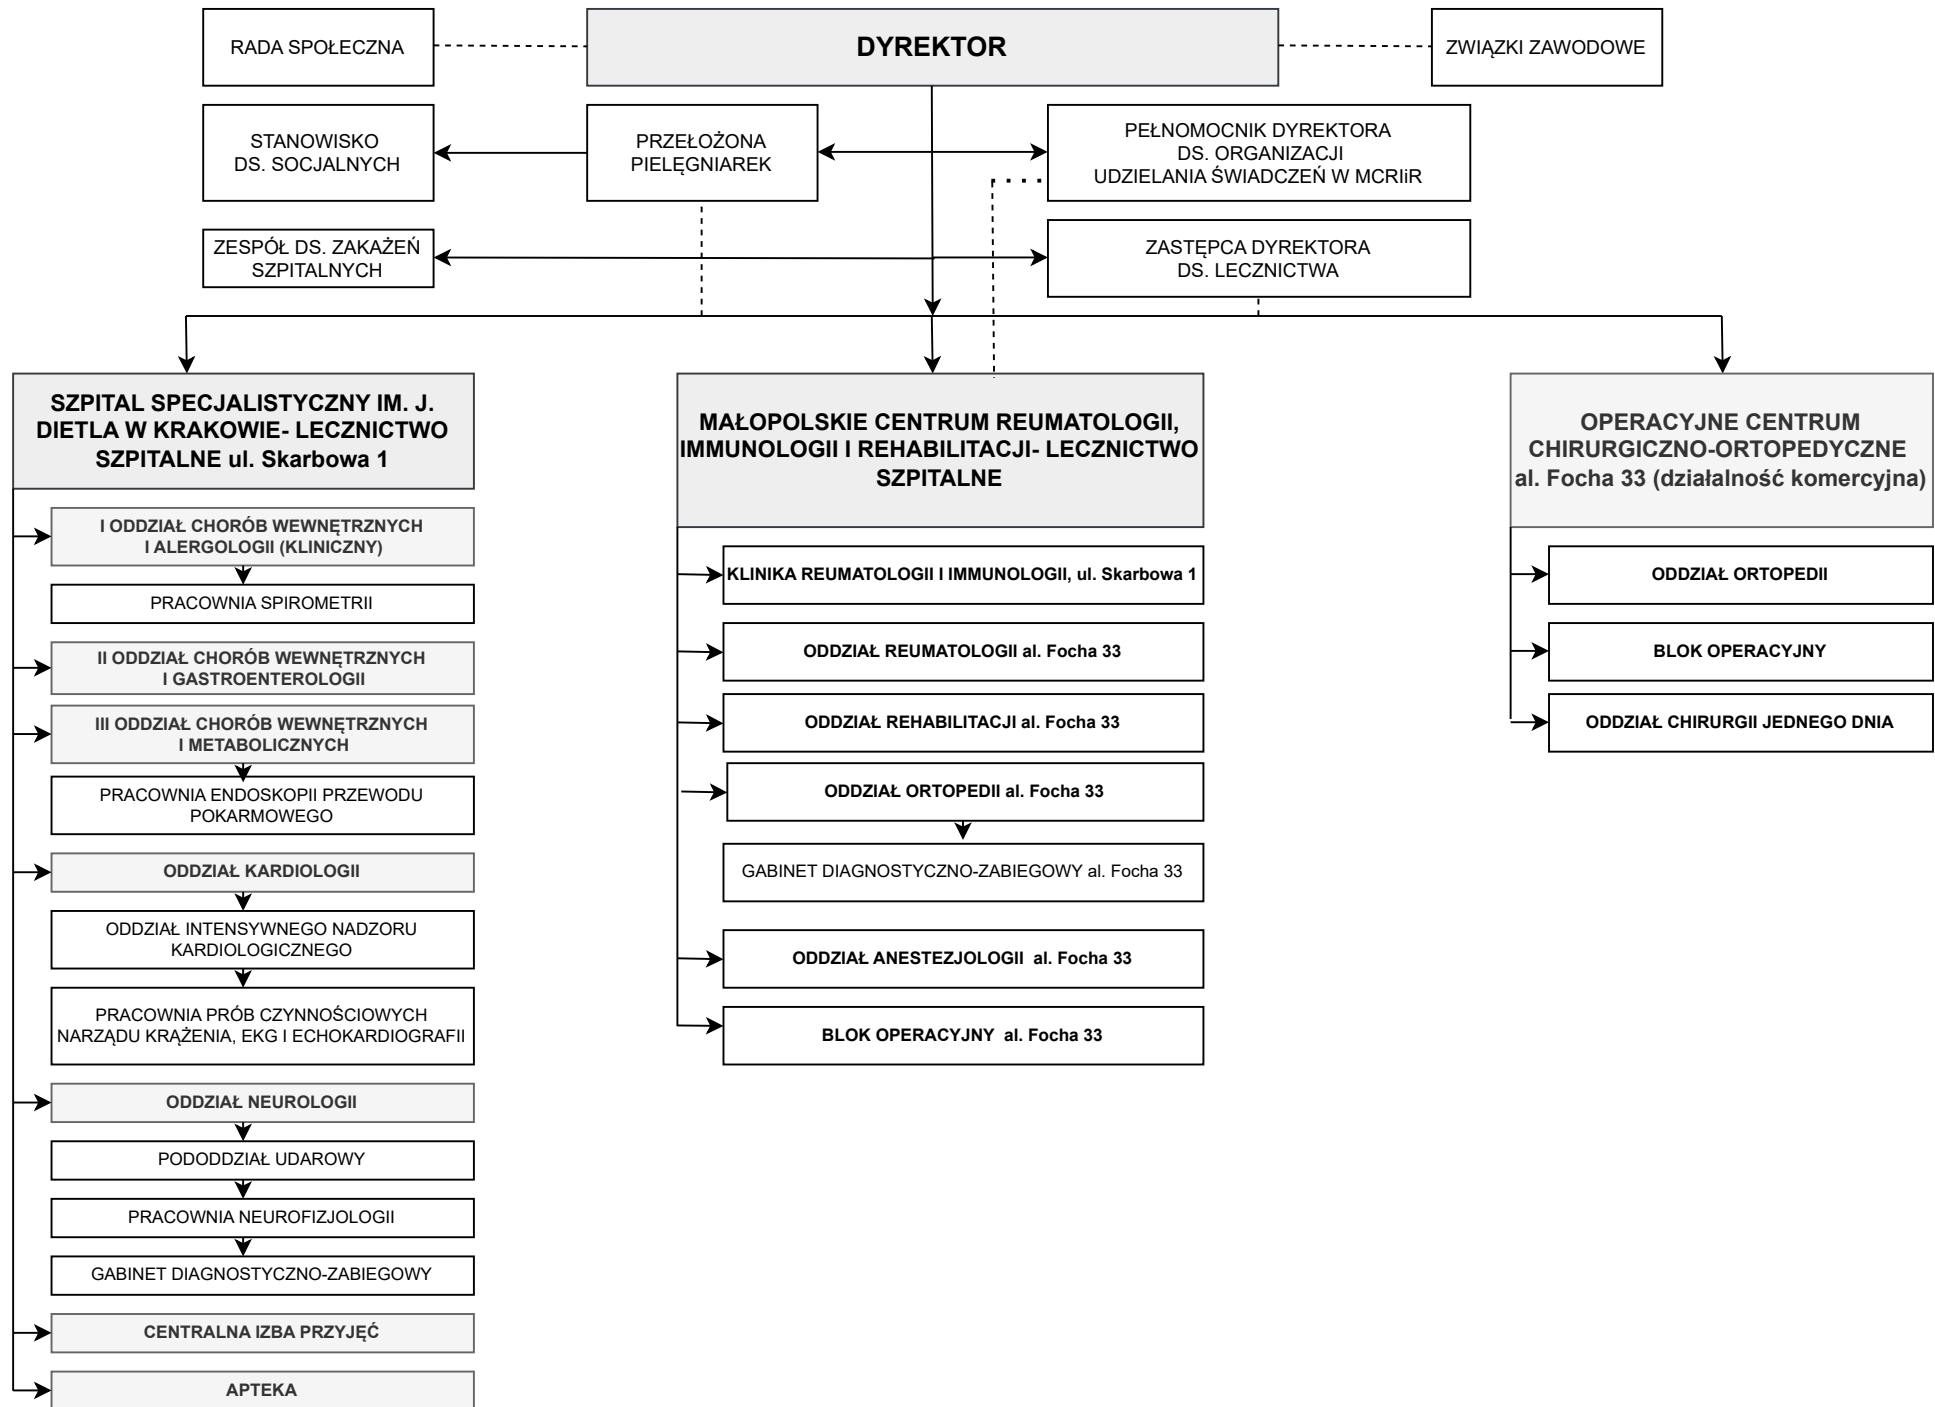 RADA SPOŁECZNA
DYREKTOR
ZWIĄZKI ZAWODOWE
STANOWISKO
DS. SOCJALNYCH
PRZEŁOŻONA
PIELĘGNIAREK
PEŁNOMOCNIK DYREKTORA
DS. ORGANIZACJI
UDZIELANIA ŚWIADCZEŃ W MCRIiR
ZESPÓŁ DS. ZAKAŻEŃ
SZPITALNYCH
ZASTĘPCA DYREKTORA
DS. LECZNICTWA
SZPITAL SPECJALISTYCZNY IM. J.
DIETLA W KRAKOWIE- LECZNICTWO
SZPITALNE ul. Skarbowa 1
I ODDZIAŁ CHORÓB WEWNĘTRZNYCH
I ALERGOLOGII (KLINICZNY)
PRACOWNIA SPIROMETRII
II ODDZIAŁ CHORÓB WEWNĘTRZNYCH
I GASTROENTEROLOGII
III ODDZIAŁ CHORÓB WEWNĘTRZNYCH
I METABOLICZNYCH
PRACOWNIA ENDOSKOPII PRZEWODU
POKARMOWEGO
ODDZIAŁ KARDIOLOGII
ODDZIAŁ INTENSYWNEGO NADZORU
KARDIOLOGICZNEGO
PRACOWNIA PRÓB CZYNNOŚCIOWYCH
NARZĄDU KRĄŻENIA, EKG I ECHOKARDIOGRAFII
ODDZIAŁ NEUROLOGII
PODODDZIAŁ UDAROWY
PRACOWNIA NEUROFIZJOLOGII
GABINET DIAGNOSTYCZNO-ZABIEGOWY
CENTRALNA IZBA PRZYJĘĆ
APTEKA
MAŁOPOLSKIE CENTRUM REUMATOLOGII,
IMMUNOLOGII I REHABILITACJI- LECZNICTWO
SZPITALNE
KLINIKA REUMATOLOGII I IMMUNOLOGII, ul. Skarbowa 1
ODDZIAŁ REUMATOLOGII al. Focha 33
ODDZIAŁ REHABILITACJI al. Focha 33
ODDZIAŁ ORTOPEDII al. Focha 33
GABINET DIAGNOSTYCZNO-ZABIEGOWY al. Focha 33
ODDZIAŁ ANESTEZJOLOGII al. Focha 33
BLOK OPERACYJNY al. Focha 33
OPERACYJNE CENTRUM
CHIRURGICZNO-ORTOPEDYCZNE
al. Focha 33 (działalność komercyjna)
ODDZIAŁ ORTOPEDII
BLOK OPERACYJNY
ODDZIAŁ CHIRURGII JEDNEGO DNIA